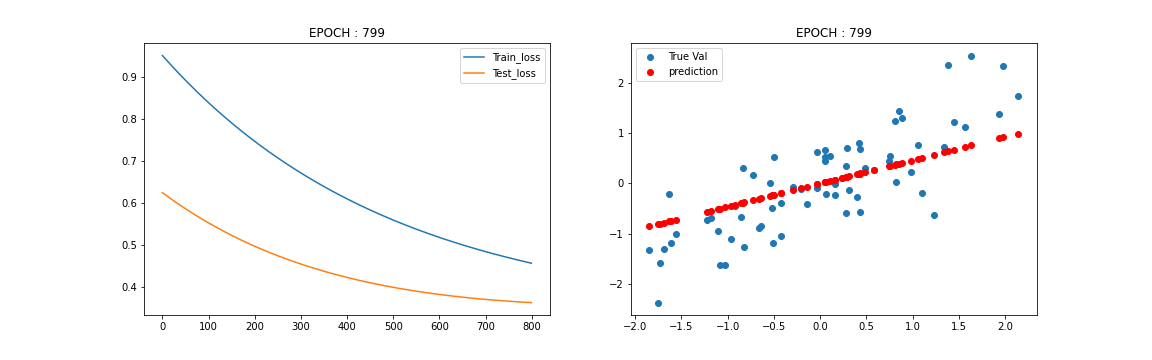 EPOCH : 799
Train_loss
Test_loss
0.9
0.8
0.7
0.6
0.5
0.4
0 100 200 300 400 500 600 700 800
EPOCH : 799
True Val
prediction
2
1
0
−1
−2
−2.0 −1.5 −1.0 −0.5 0.0 0.5 1.0 1.5 2.0